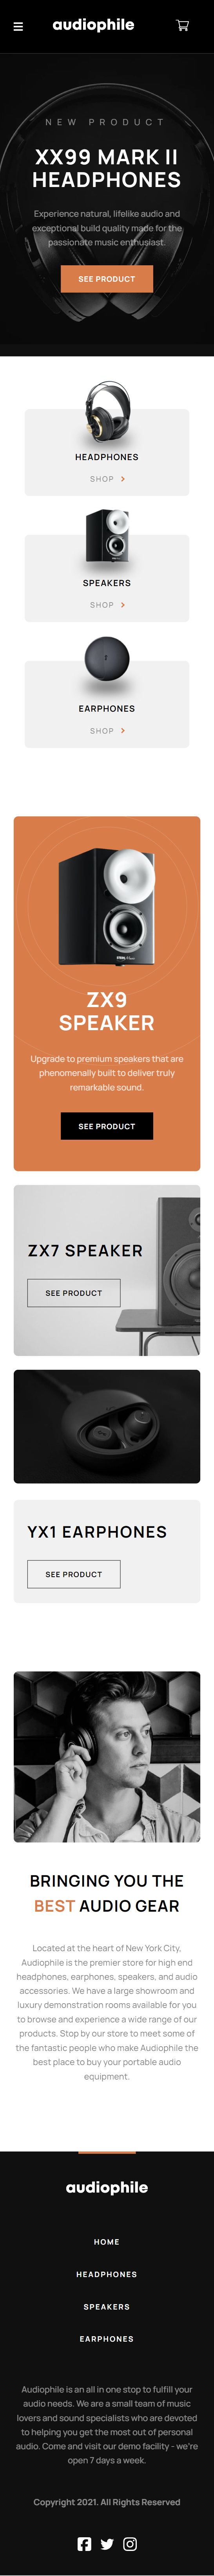 audiophile
NEW PRODUCT
XX99 MARK II
HEADPHONES
Experience natural, lifelike audio and
exceptional build quality made for the
passionate music enthusiast.
SEE PRODUCT
HEADPHONES
SHOP
SPEAKERS
SHOP
EARPHONES
SHOP
ZX9
SPEAKER
Upgrade to premium speakers that are
phenomenally built to deliver truly
remarkable sound.
SEE PRODUCT
ZX7 SPEAKER
SEE PRODUCT
YX1 EARPHONES
SEE PRODUCT
BRINGING YOU THE
BEST AUDIO GEAR
Located at the heart of New York City,
Audiophile is the premier store for high end
headphones, earphones, speakers, and audio
accessories. We have a large showroom and
luxury demonstration rooms available for you
to browse and experience a wide range of our
products. Stop by our store to meet some of
the fantastic people who make Audiophile the
best place to buy your portable audio
equipment.
audiophile
HOME
HEADPHONES
SPEAKERS
EARPHONES
Audiophile is an all in one stop to fulfill your
audio needs. We are a small team of music
lovers and sound specialists who are devoted
to helping you get the most out of personal
audio. Come and visit our demo facility - we're
open 7 days a week.
Copyright 2021. All Rights Reserved